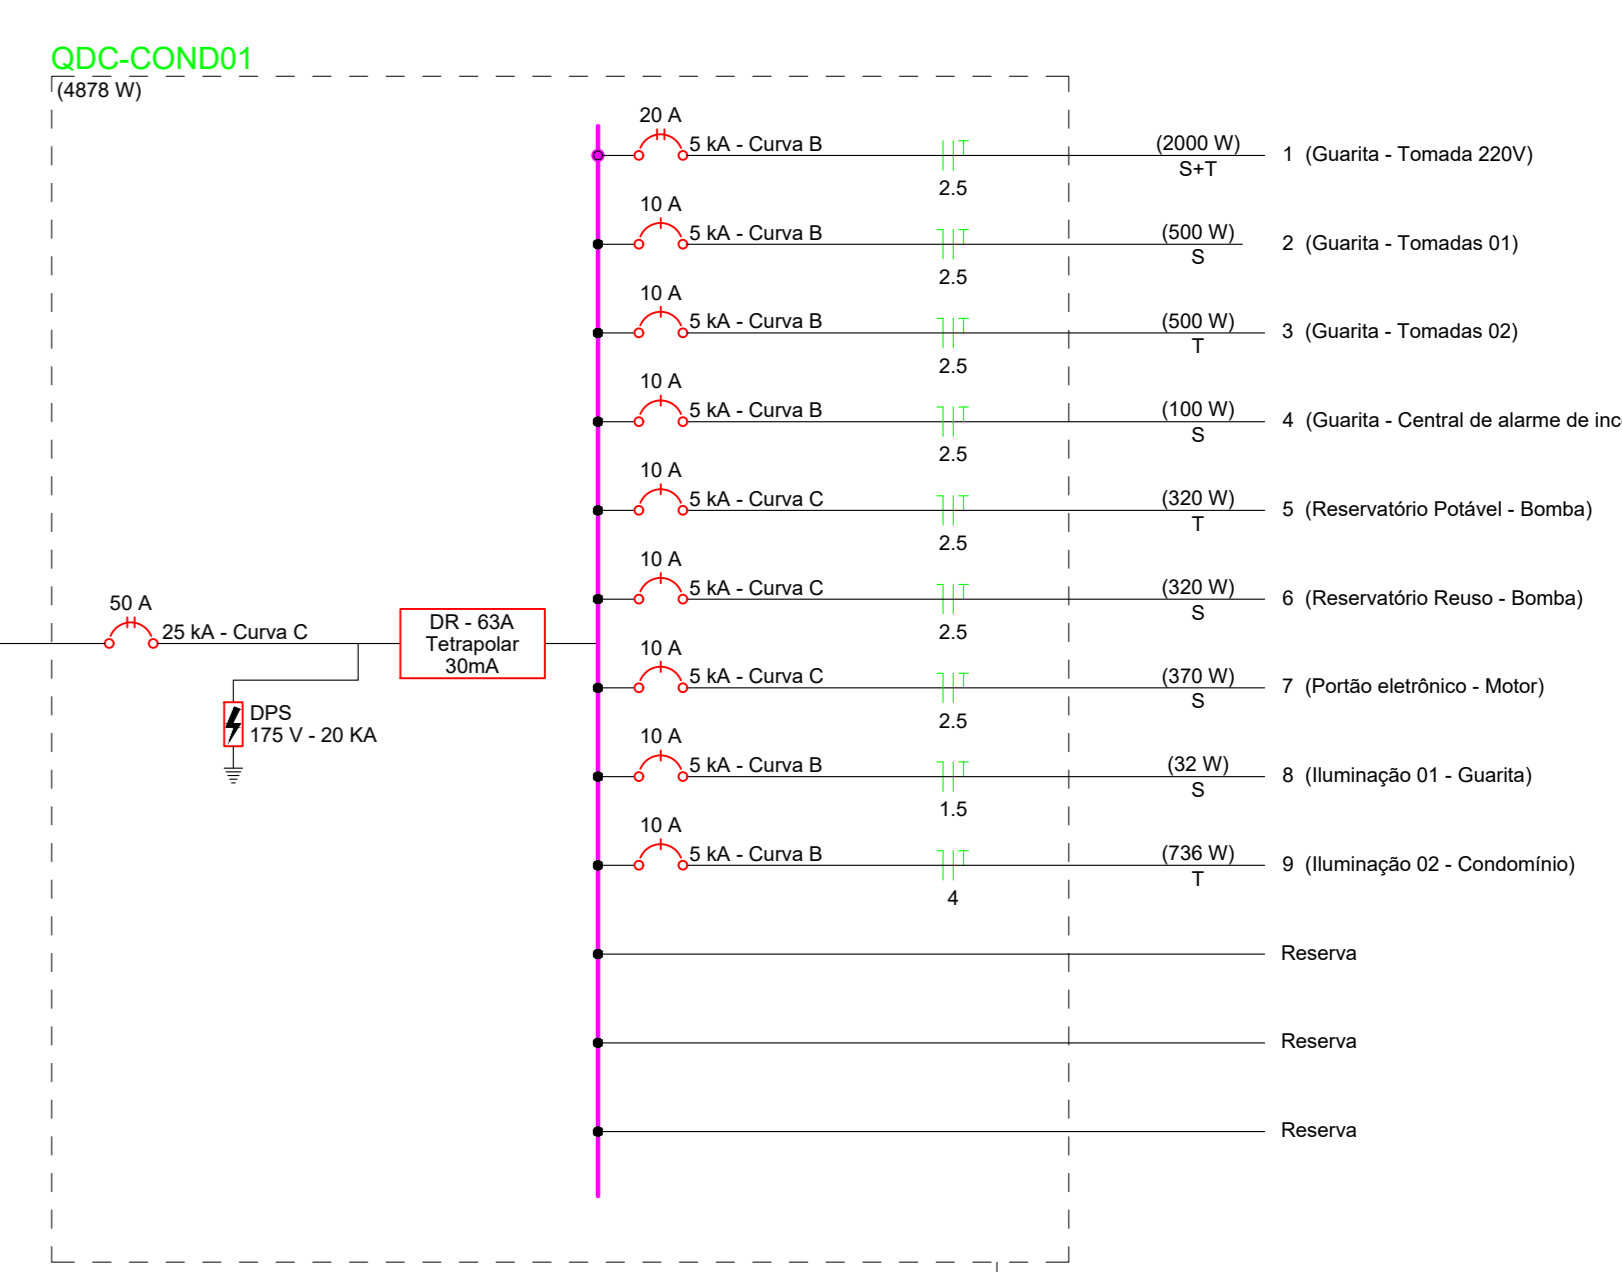 QDC-COND01
(4878 W)
20 A
5 kA - Curva B
2.5
(2000 W)
S+T
1 (Guarita - Tomada 220V)
10 A
5 kA - Curva B
2.5
(500 W)
S
2 (Guarita - Tomadas 01)
10 A
5 kA - Curva B
2.5
(500 W)
T
3 (Guarita - Tomadas 02)
10 A
5 kA - Curva B
2.5
(100 W)
S
4 (Guarita - Central de alarme de
10 A
5 kA - Curva C
2.5
(320 W)
T
5 (Reservatório Potável - Bomba)
10 A
5 kA - Curva C
2.5
(320 W)
S
6 (Reservatório Reuso - Bomba)
50 A
25 kA - Curva C
DR - 63A
Tetrapolar
30mA
DPS
175 V - 20 KA
10 A
5 kA - Curva C
2.5
(370 W)
S
7 (Portão eletrônico - Motor)
10 A
5 kA - Curva B
1.5
(32 W)
S
8 (Iluminação 01 - Guarita)
10 A
5 kA - Curva B
4
(736 W)
T
9 (Iluminação 02 - Condomínio)
Reserva
Reserva
Reserva